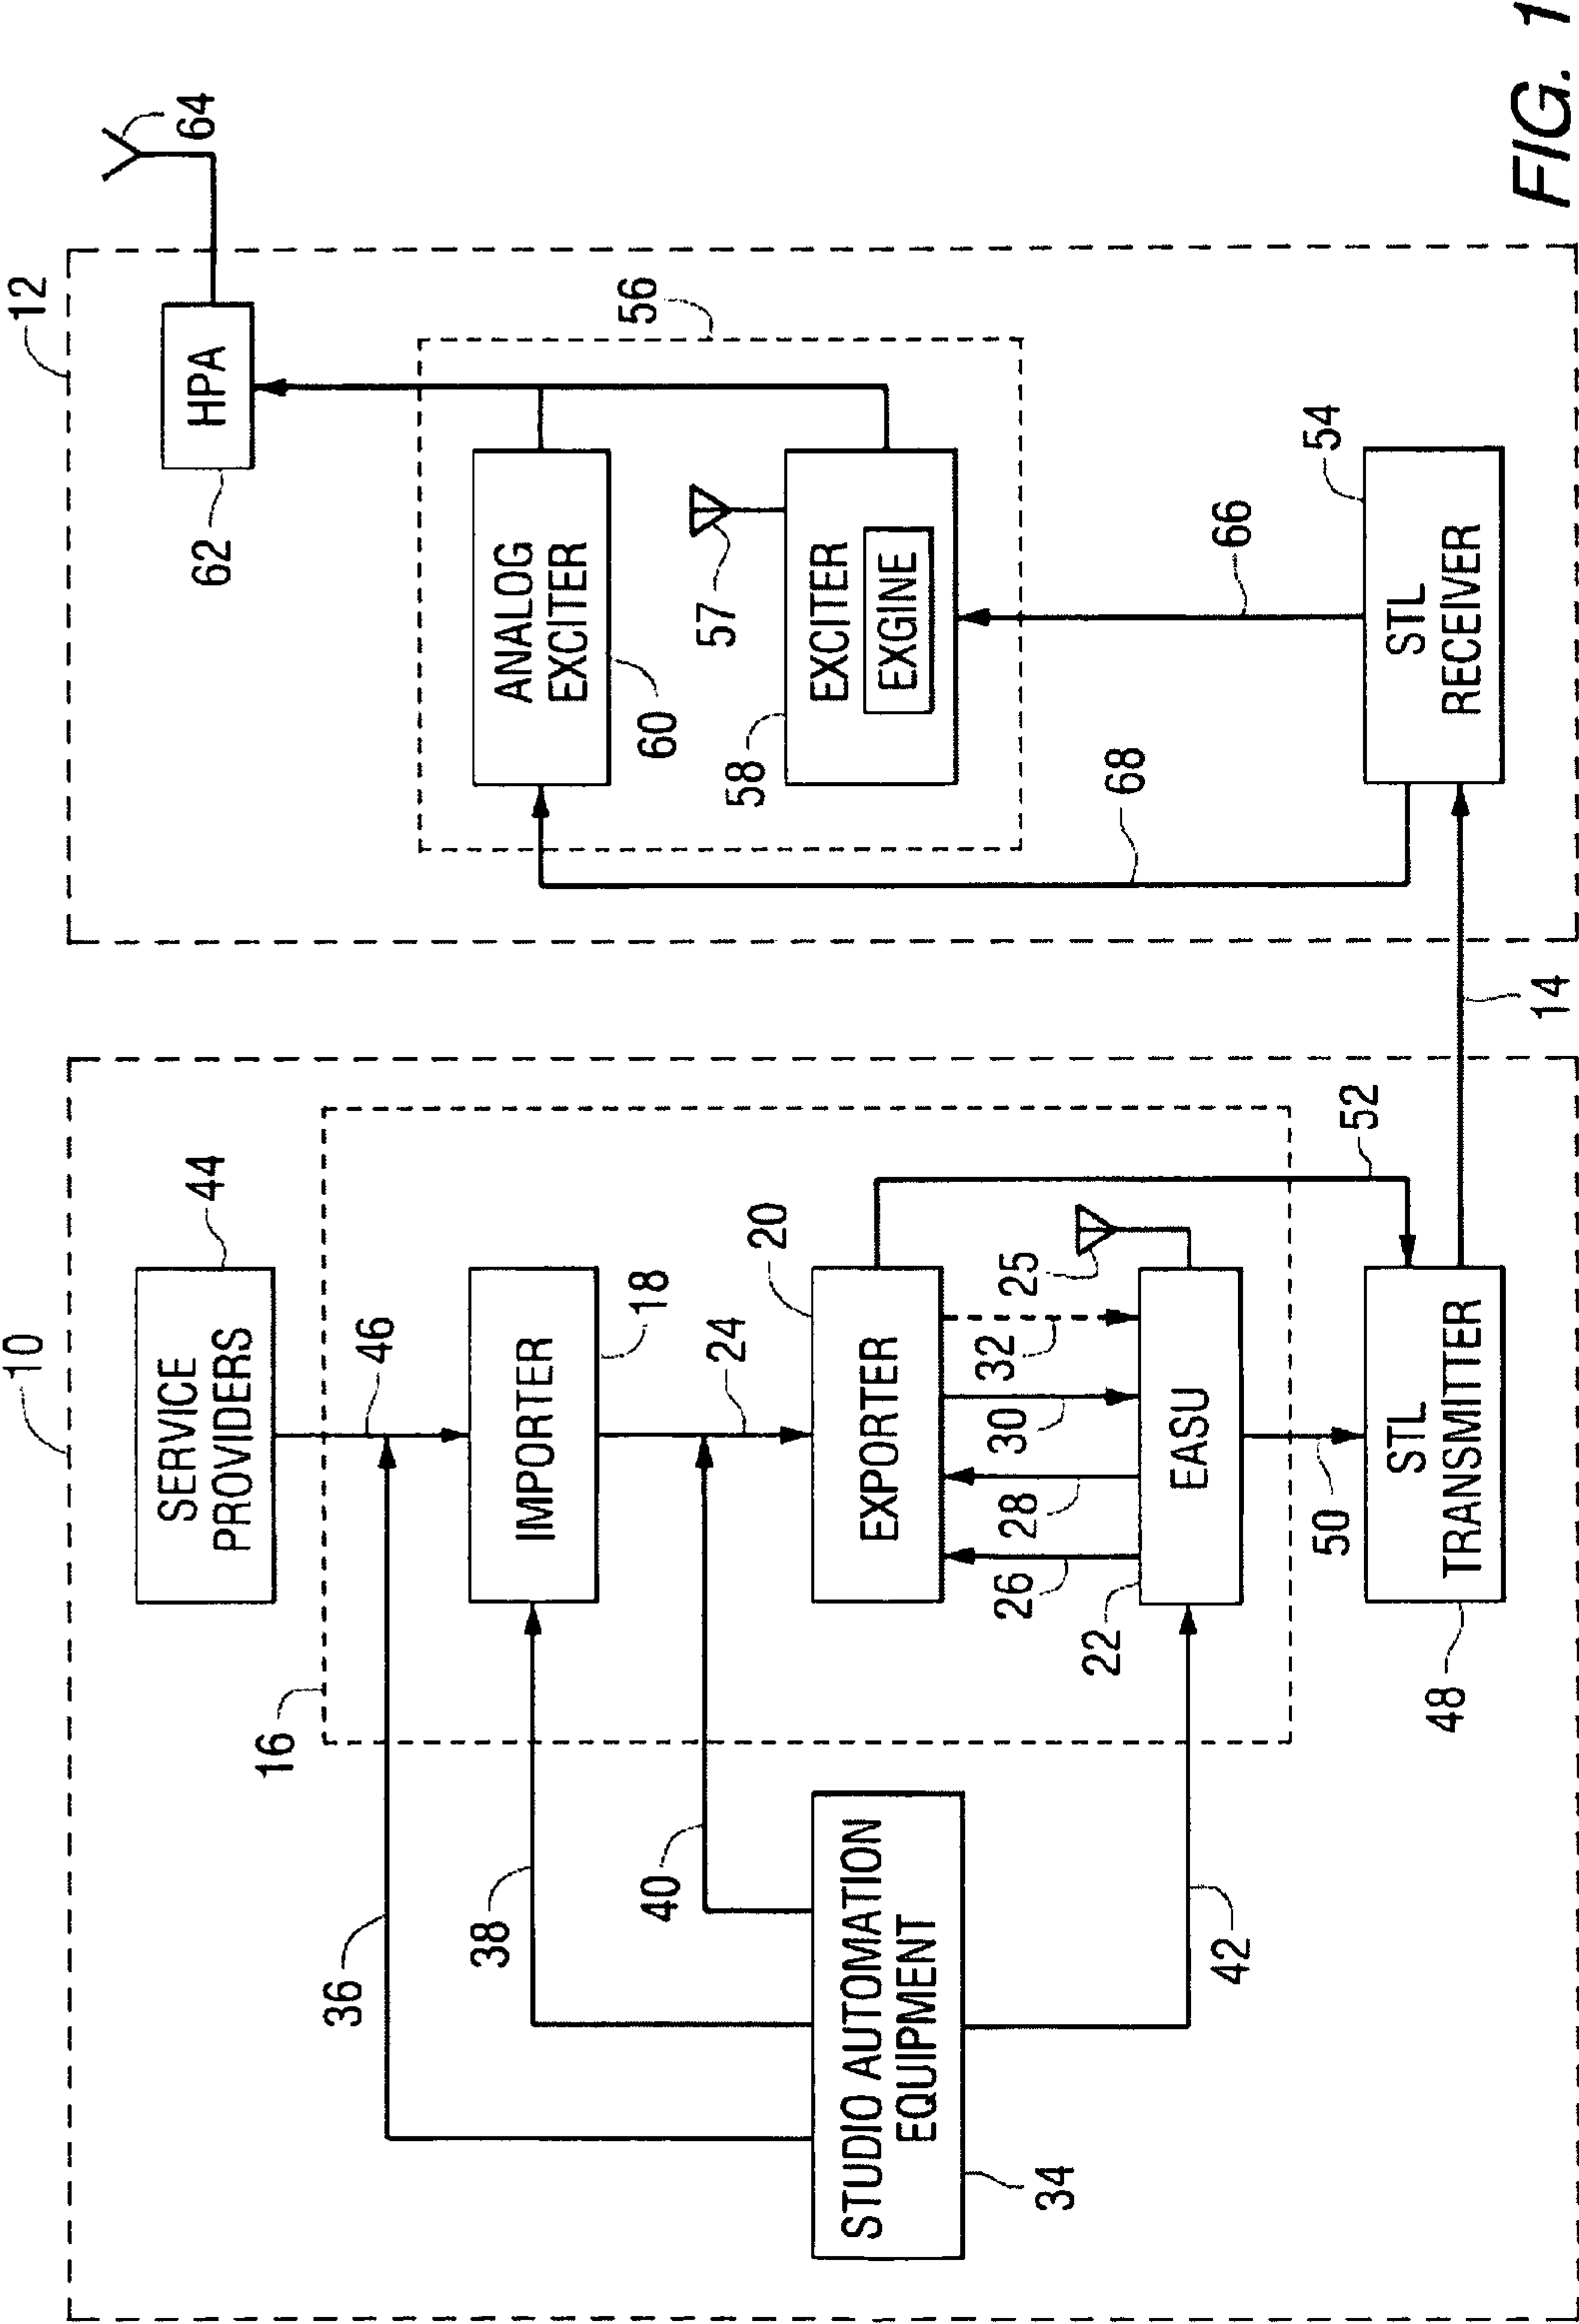 10
12
SERVICE
PROVIDERS
44
46
16
36
38
IMPORTER
18
40
24
STUDIO AUTOMATION
EQUIPMENT
34
EXPORTER
20
26
28
30
32
25
22
EASU
42
50
52
STL
TRANSMITTER
48
14
HPA
62
64
56
ANALOG
EXCITER
60
57
58
EXCITER
EXGINE
66
68
54
STL
RECEIVER
FIG. 1